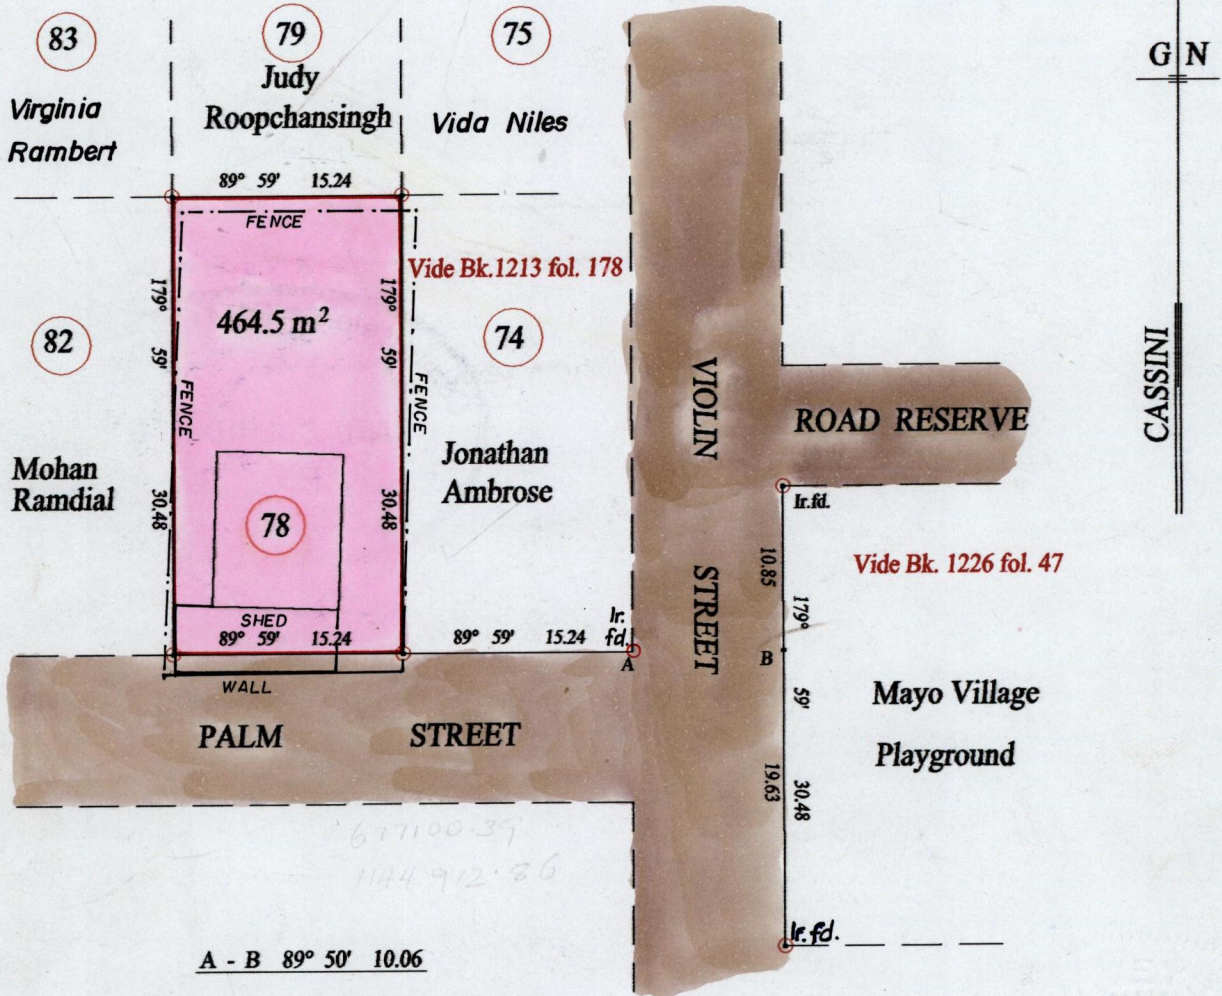 83
79
75
G N
Virginia
Rambert
Judy
Roopchansingh
Vida Niles
89° 59' 15.24
FENCE
Vide Bk.1213 fol. 178
179° 59' 30.48
464.5 m²
179° 59' 30.48
82
74
FENCE
FENCE
VIOLIN STREET
ROAD RESERVE
CASSINI
Mohan
Ramdial
Jonathan
Ambrose
78
Ir.fd.
10.85
Vide Bk. 1226 fol. 47
179° 59' 30.48
SHED
89° 59' 15.24
89° 59' 15.24
Ir.
fd.
A
B
WALL
Mayo Village
Playground
PALM STREET
19.63
Ir.fd.
A - B 89° 50' 10.06